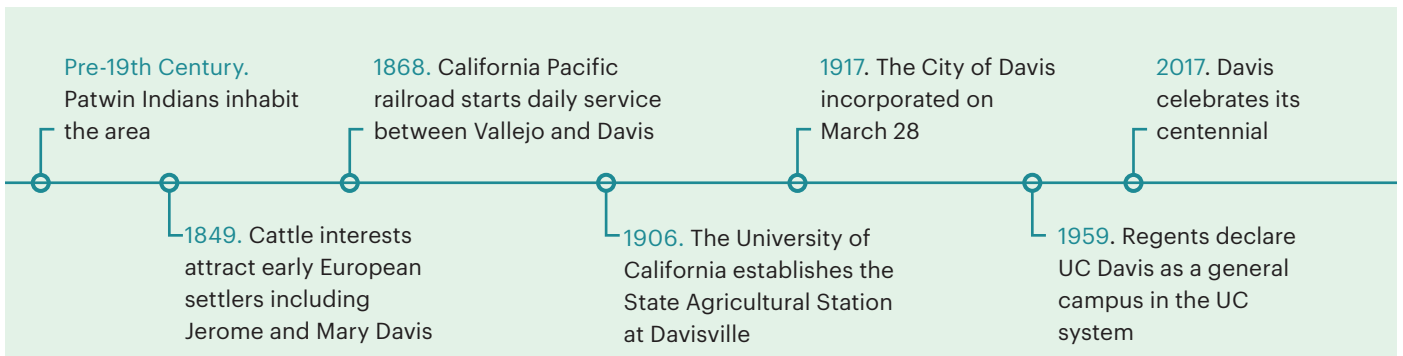 Pre-19th Century.
Patwin Indians inhabit
the area
1849. Cattle interests
attract early European
settlers including
Jerome and Mary Davis
1868. California Pacific
railroad starts daily service
between Vallejo and Davis
1906. The University of
California establishes the
State Agricultural Station
at Davisville
1917. The City of Davis
incorporated on
March 28
1959. Regents declare
UC Davis as a general
campus in the UC
system
2017. Davis
celebrates its
centennial